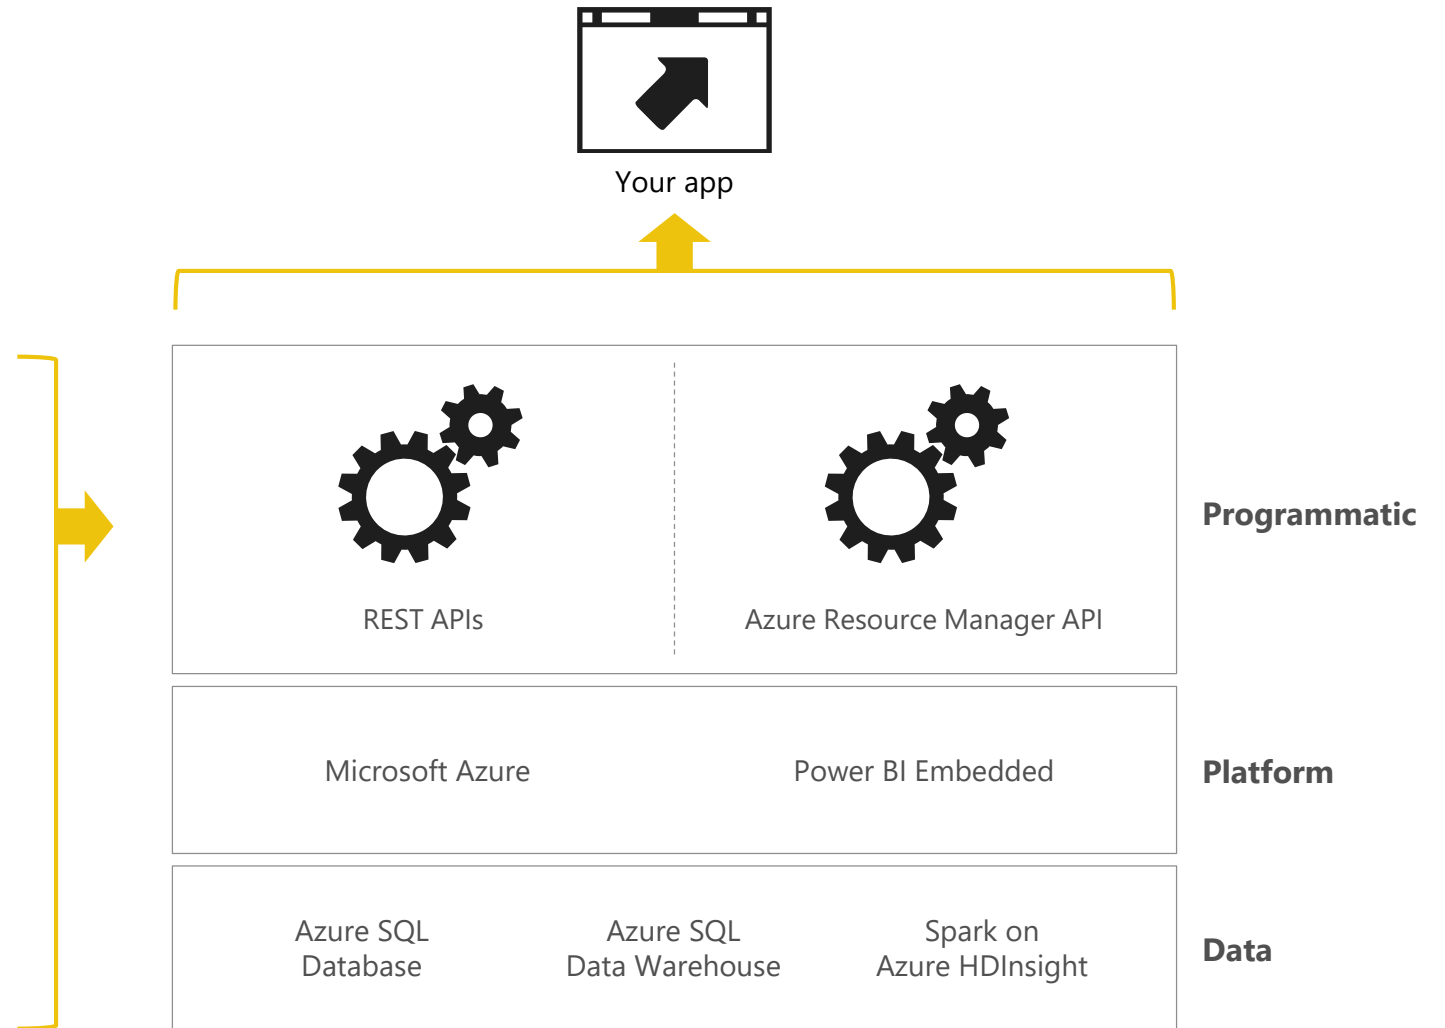 Your app
REST APIs
Azure Resource Manager API
Programmatic
Microsoft Azure
Power BI Embedded
Platform
Azure SQL
Database
Azure SQL
Data Warehouse
Spark on
Azure HDInsight
Data